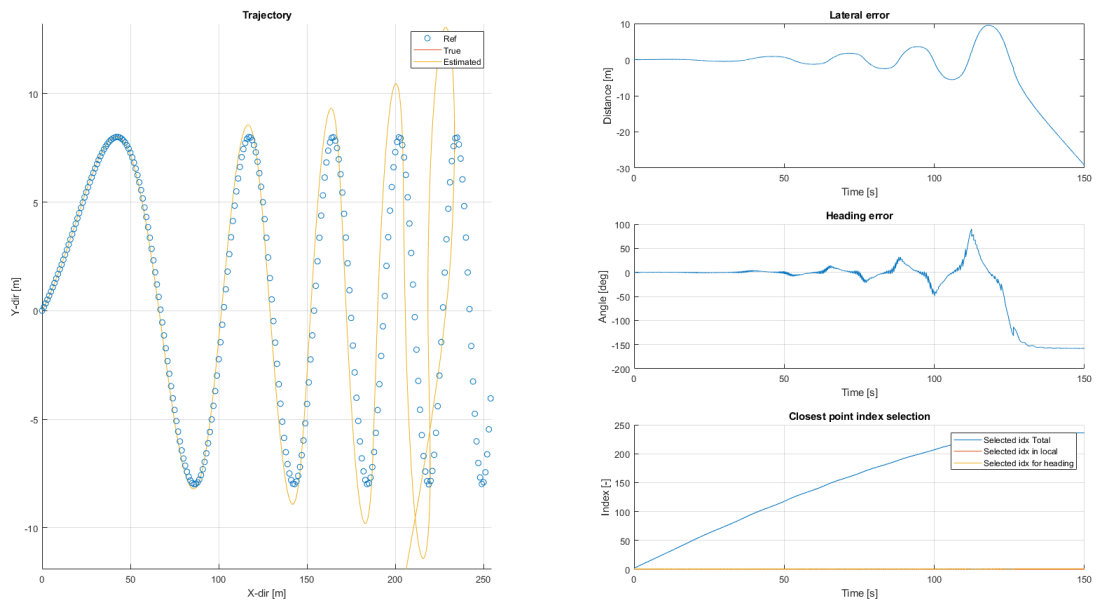 Trajectory
Ref
True
Estimated
10
5
0
-5
-10
Y-dir [m]
0
50
100
150
200
250
X-dir [m]
Lateral error
10
0
-10
-20
-30
Distance [m]
0
50
100
150
Time [s]
Heading error
100
50
0
-50
-100
-150
-200
Angle [deg]
0
50
100
150
Time [s]
Closest point index selection
250
200
150
100
50
0
Index [-]
Selected idx Total
Selected idx in local
Selected idx for heading
0
50
100
150
Time [s]